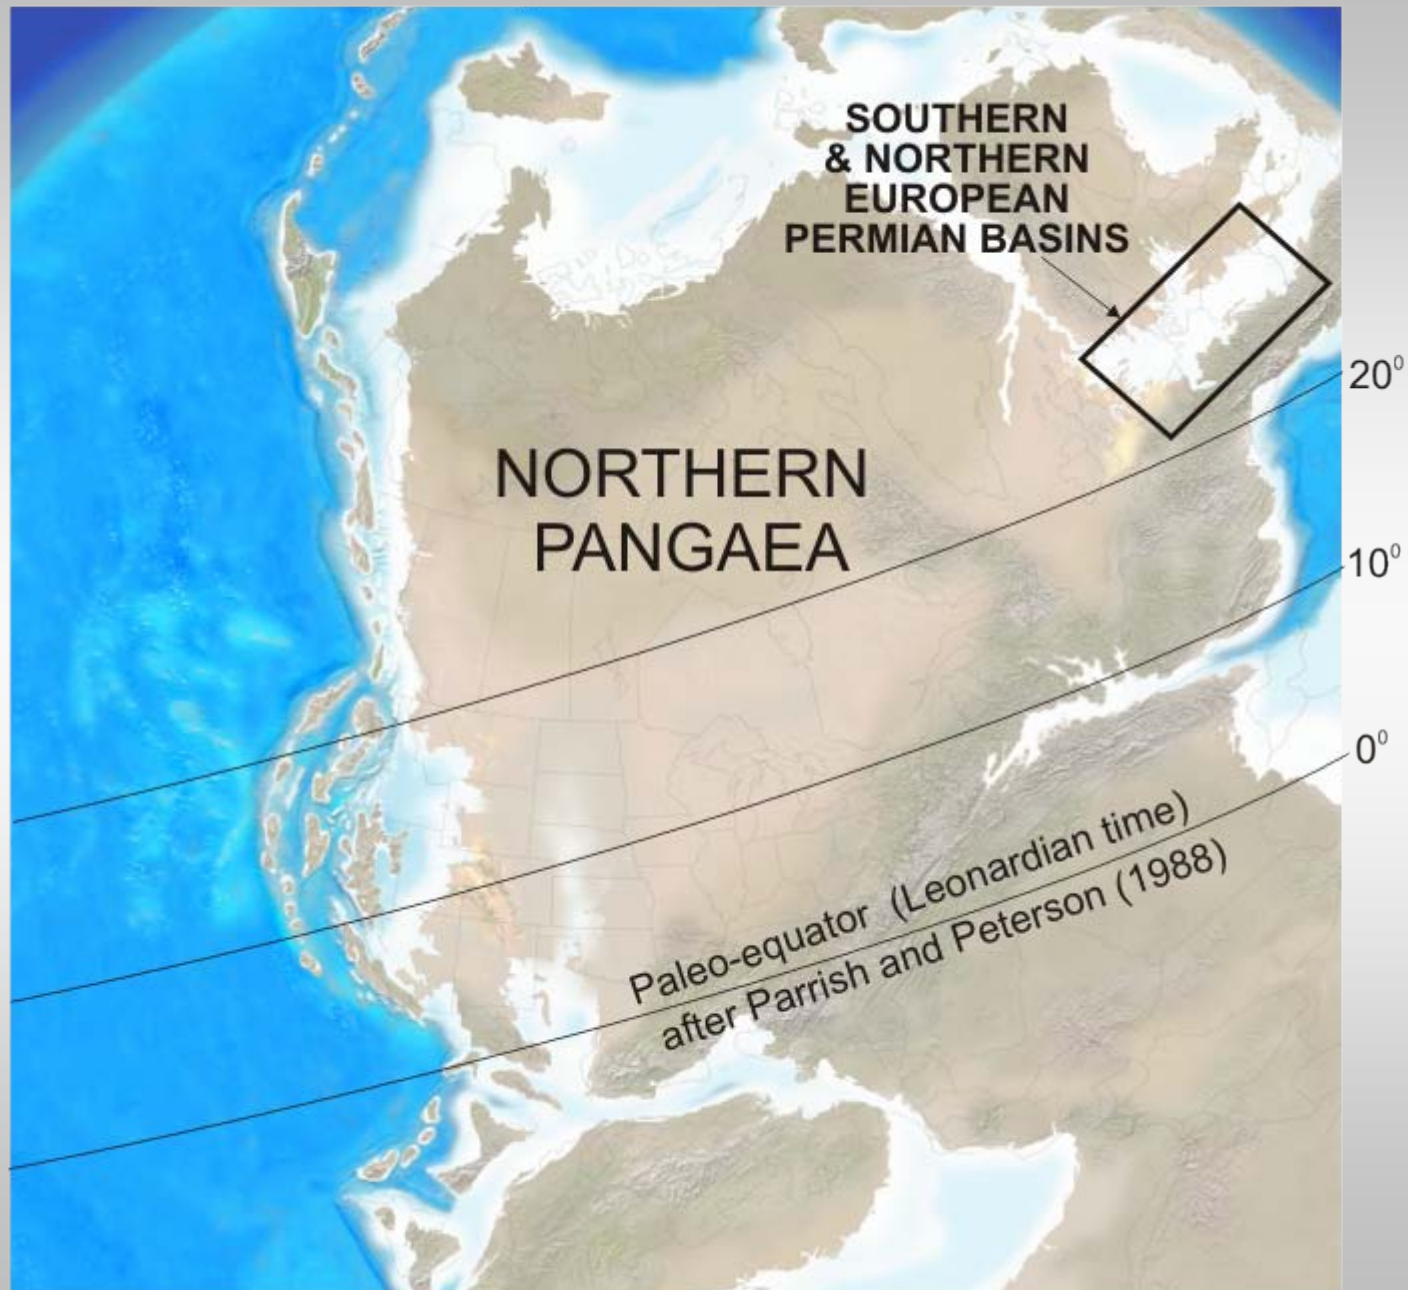 SOUTHERN
& NORTHERN
EUROPEAN
PERMIAN BASINS
20⁰
NORTHERN
PANGAEA
10⁰
0⁰
Paleo-equator (Leonardian time)
after Parrish and Peterson (1988)